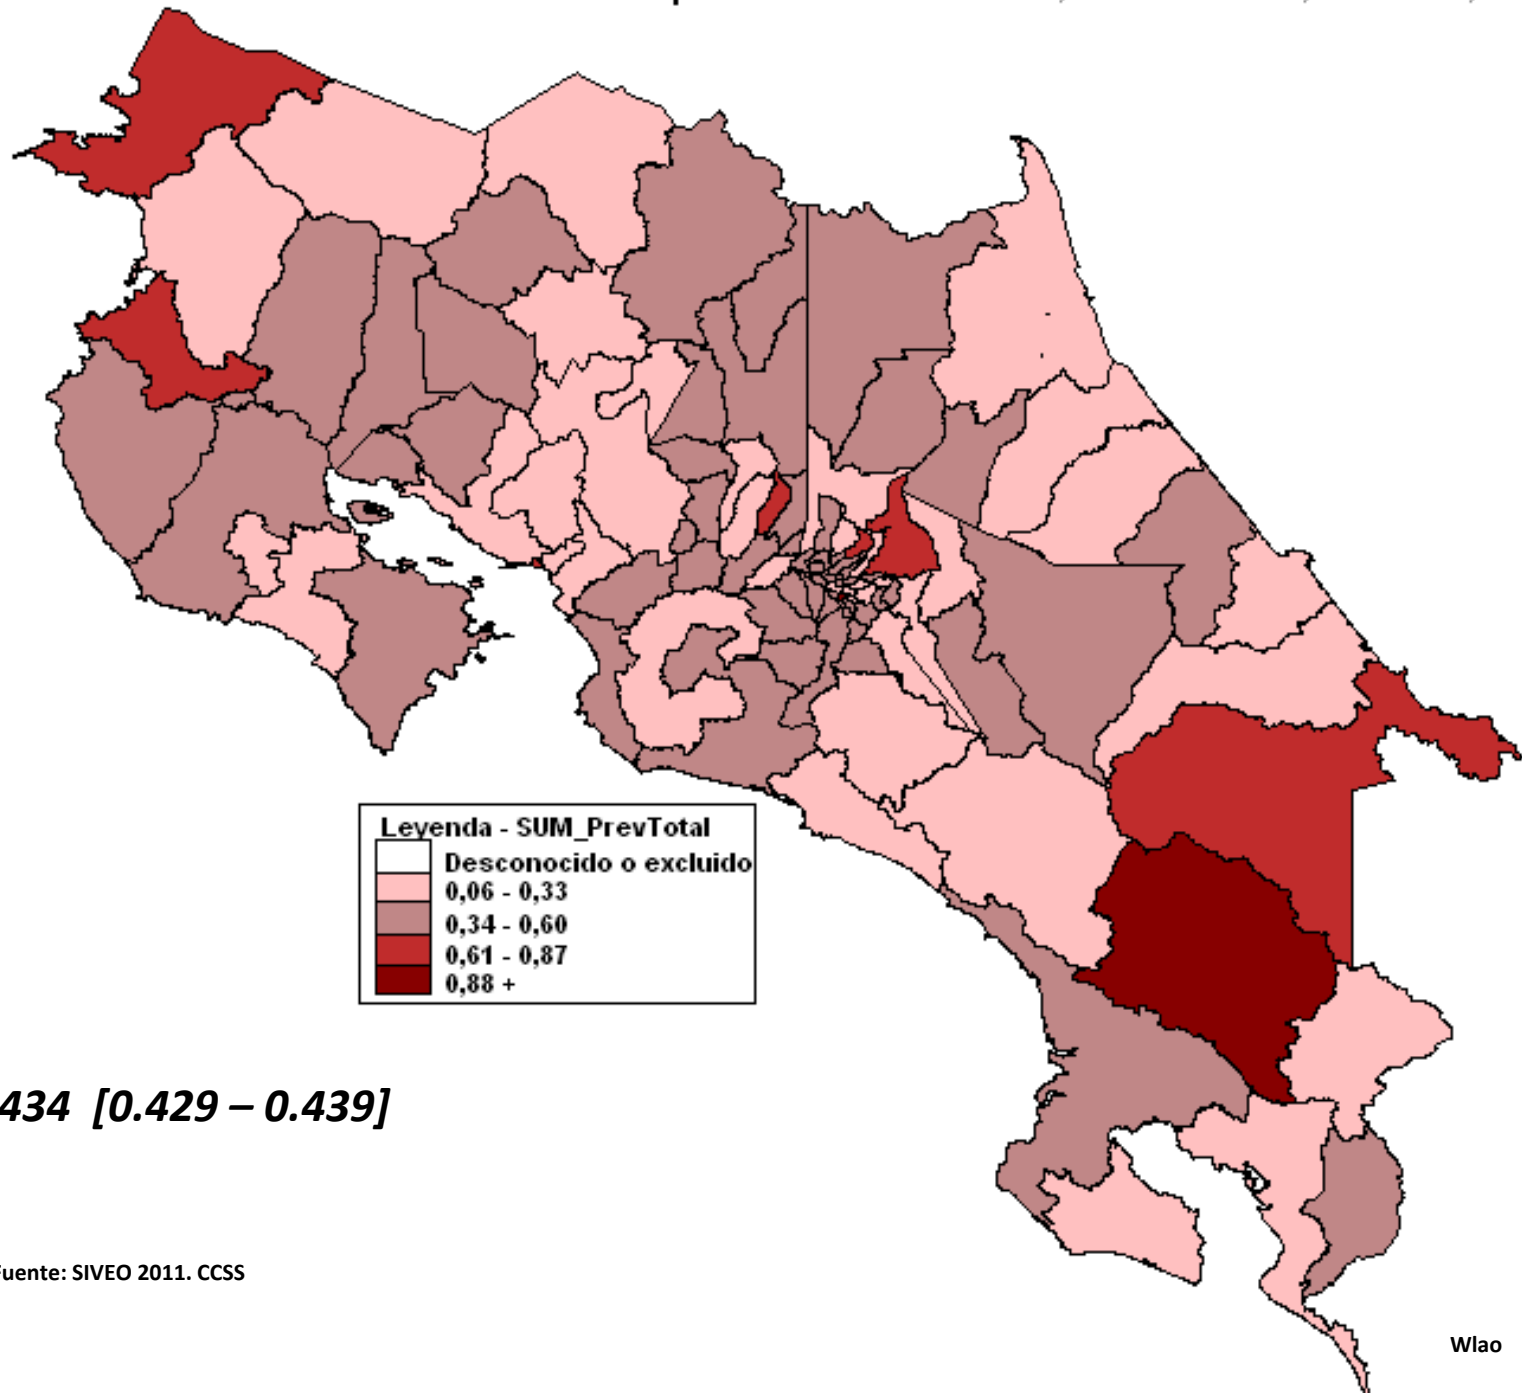 Leyenda - SUM_PrevTotal
Desconocido o excluido
0,06 - 0,33
0,34 - 0,60
0,61 - 0,87
0,88 +
434 [0.429 – 0.439]
Fuente: SIVEO 2011. CCSS
Wlao